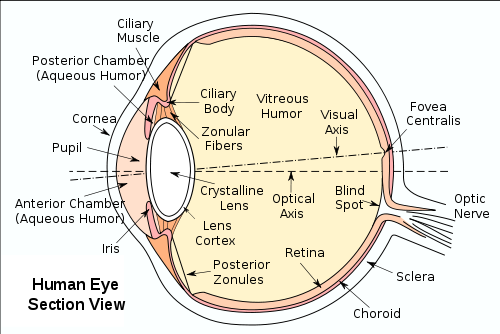 Ciliary
Muscle
Posterior Chamber
(Aqueous Humor)
Cornea
Pupil
Anterior Chamber
(Aqueous Humor)
Iris
Ciliary
Body
Zonular
Fibers
Vitreous
Humor
Visual
Axis
Fovea
Centralis
Crystalline
Lens
Optical
Axis
Blind
Spot
Optic
Nerve
Lens
Cortex
Posterior
Zonules
Retina
Sclera
Choroid
Human Eye
Section View